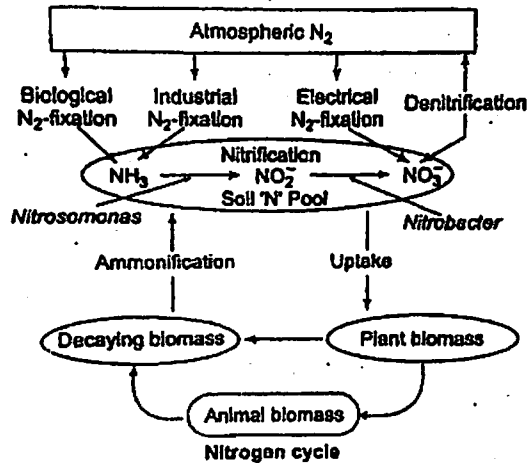 Atmospheric N₂
Biological
N₂-fixation
Industrial
N₂-fixation
Electrical
N₂-fixation
Denitrification
Nitrification
NH₃
NO₂⁻
NO₃⁻
Soil 'N' Pool
Nitrosomonas
Nitrobacter
Ammonification
Uptake
Decaying biomass
Plant biomass
Animal biomass
Nitrogen cycle